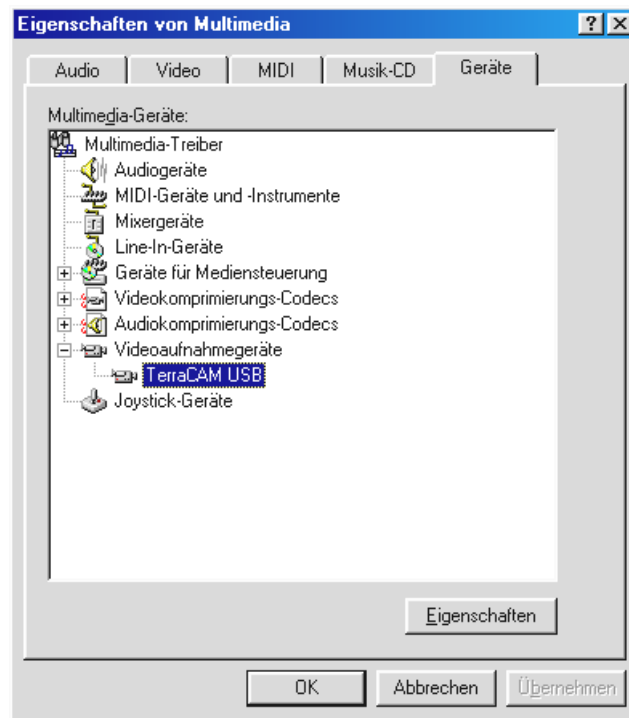 Eigenschaften von Multimedia
Audio Video MIDI Musik-CD Geräte
Multimedia-Geräte:
Multimedia-Treiber
Audiogeräte
MIDI-Geräte und -Instrumente
Mixergeräte
Line-In-Geräte
Geräte für Mediensteuerung
Videokomprimierungs-Codecs
Audiokomprimierungs-Codecs
Videoaufnahmegeräte
TerraCAM USB
Joystick-Geräte
Eigenschaften
OK Abbrechen Übernehmen